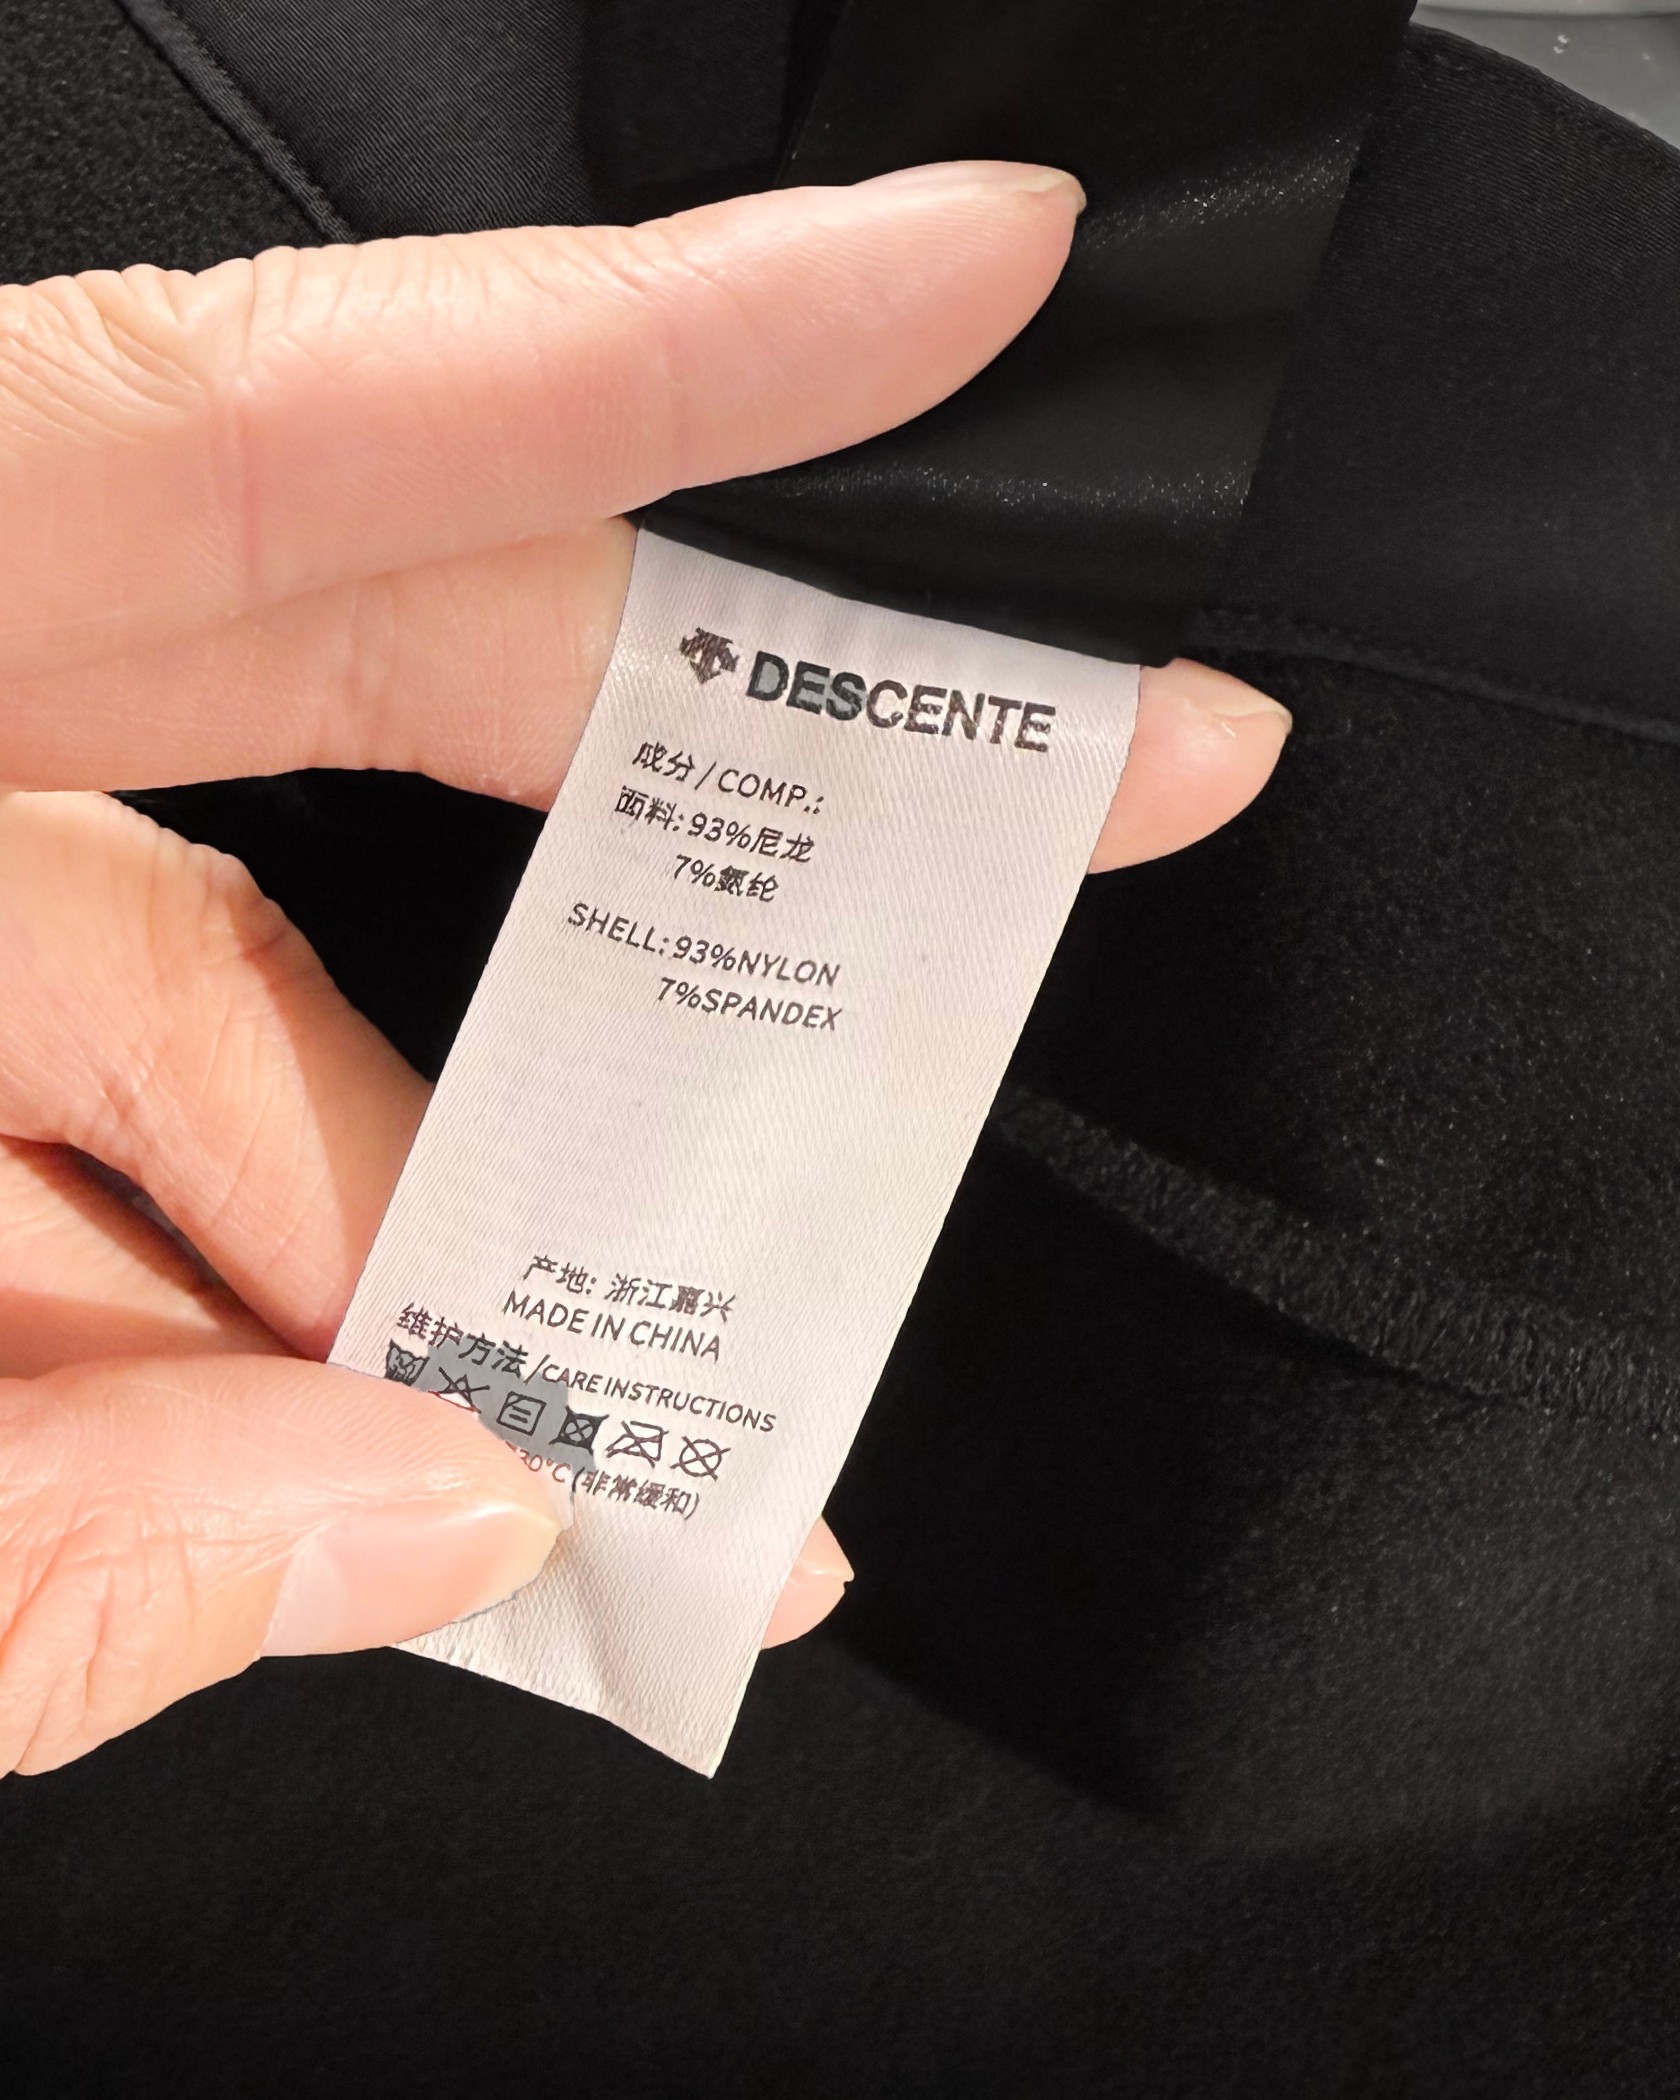 DESCENTE
成分/COMP.:
面料:93%尼龙
7%氨纶
SHELL:93%NYLON
7%SPANDEX
产地:浙江嘉兴
MADE IN CHINA
维护方法/CARE INSTRUCTIONS
30°C(非常缓和)